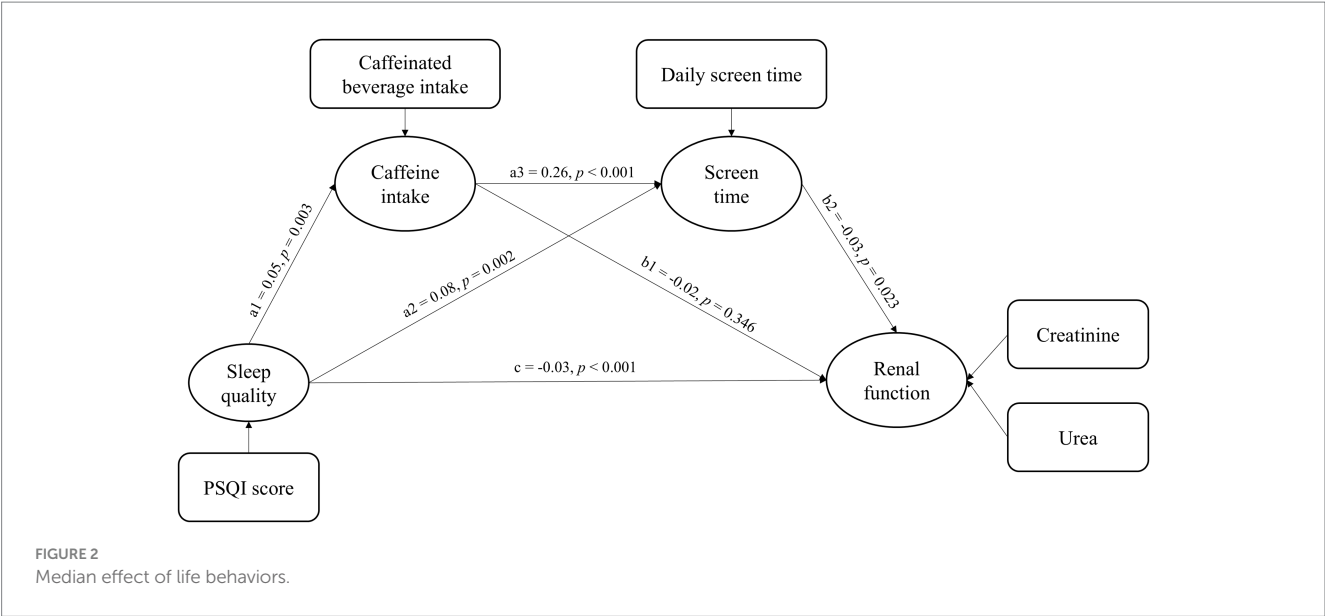 Caffeinated
beverage intake
Daily screen time
Caffeine
intake
a3 = 0.26, p < 0.001
Screen
time
a1 = 0.05, p = 0.003
a2 = 0.08, p = 0.002
b1 = -0.02, p = 0.346
b2 = -0.03, p = 0.023
Sleep
quality
c = -0.03, p < 0.001
Renal
function
Creatinine
Urea
PSQI score
FIGURE 2
Median effect of life behaviors.